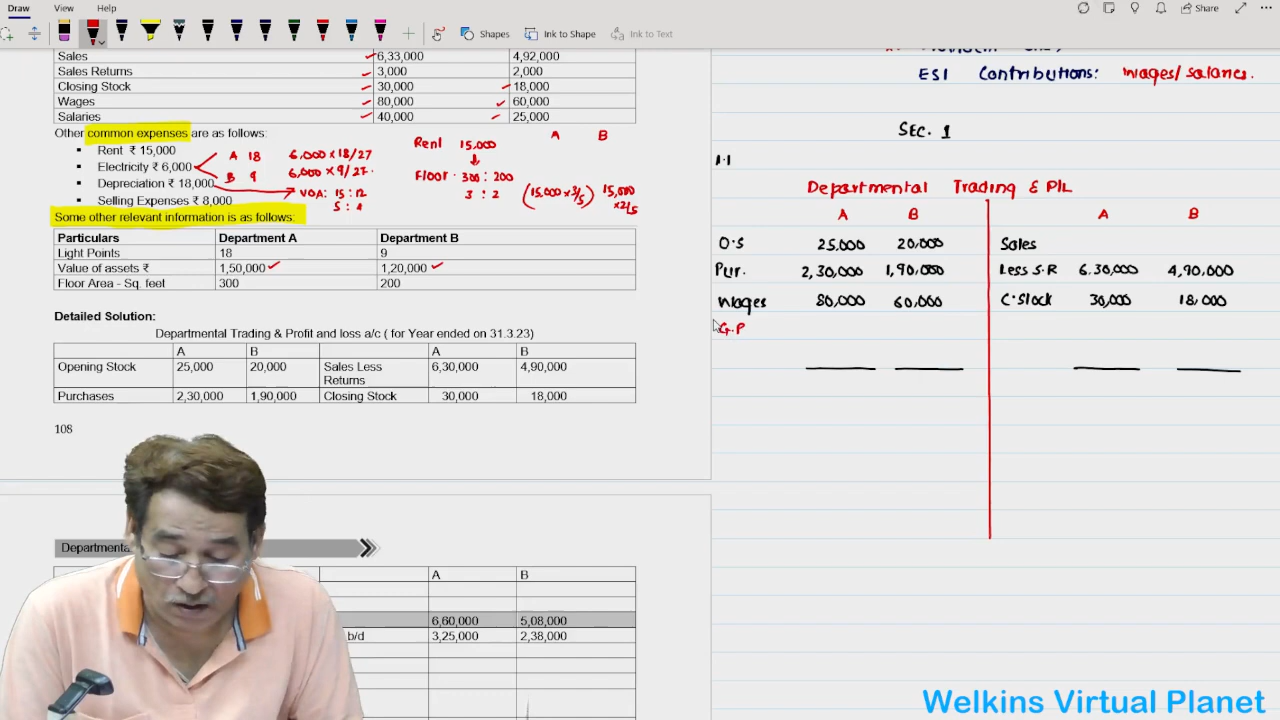 Draw View Help
Share
Shapes Ink to Shape Ink to Text
Sales 6,33,000 4,92,000
Sales Returns 3,000 2,000
Closing Stock 30,000 18,000
Wages 80,000 60,000
Salaries 40,000 25,000
Other common expenses are as follows:
Rent ₹ 15,000
Electricity ₹ 6,000
Depreciation ₹ 18,000
Selling Expenses ₹ 8,000
A 18 6,000 x 18/27
B 9 6,000 x 9/27
VOA: 15 : 12
5 : 4
A B
Rent 15,000
Floor 300 : 200
3 : 2 (15,000 x 3/5) 15,000 x 2/5
Some other relevant information is as follows:
Particulars Department A Department B
Light Points 18 9
Value of assets ₹ 1,50,000 1,20,000
Floor Area - Sq. feet 300 200
Detailed Solution:
Departmental Trading & Profit and loss a/c ( for Year ended on 31.3.23)
A B A B
Opening Stock 25,000 20,000 Sales Less Returns 6,30,000 4,90,000
Purchases 2,30,000 1,90,000 Closing Stock 30,000 18,000
108
Departmenta
A B
6,60,000 5,08,000
b/d 3,25,000 2,38,000
ESI Contributions: Wages/salaries.
SEC. 1
1.1
Departmental Trading & P/L
A B A B
O.S 25,000 20,000 Sales
Pur. 2,30,000 1,90,000 Less S.R 6,30,000 4,90,000
Wages 80,000 60,000 C.Stock 30,000 18,000
G.P
Welkins Virtual Planet